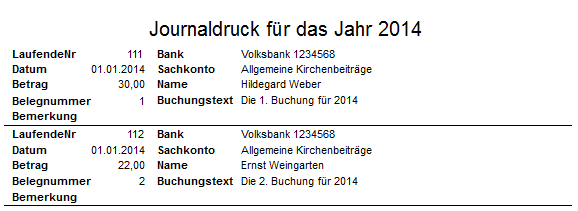 Journaldruck für das Jahr 2014
LaufendeNr 111 Bank Volksbank 1234568
Datum 01.01.2014 Sachkonto Allgemeine Kirchenbeiträge
Betrag 30,00 Name Hildegard Weber
Belegnummer 1 Buchungstext Die 1. Buchung für 2014
Bemerkung
LaufendeNr 112 Bank Volksbank 1234568
Datum 01.01.2014 Sachkonto Allgemeine Kirchenbeiträge
Betrag 22,00 Name Ernst Weingarten
Belegnummer 2 Buchungstext Die 2. Buchung für 2014
Bemerkung